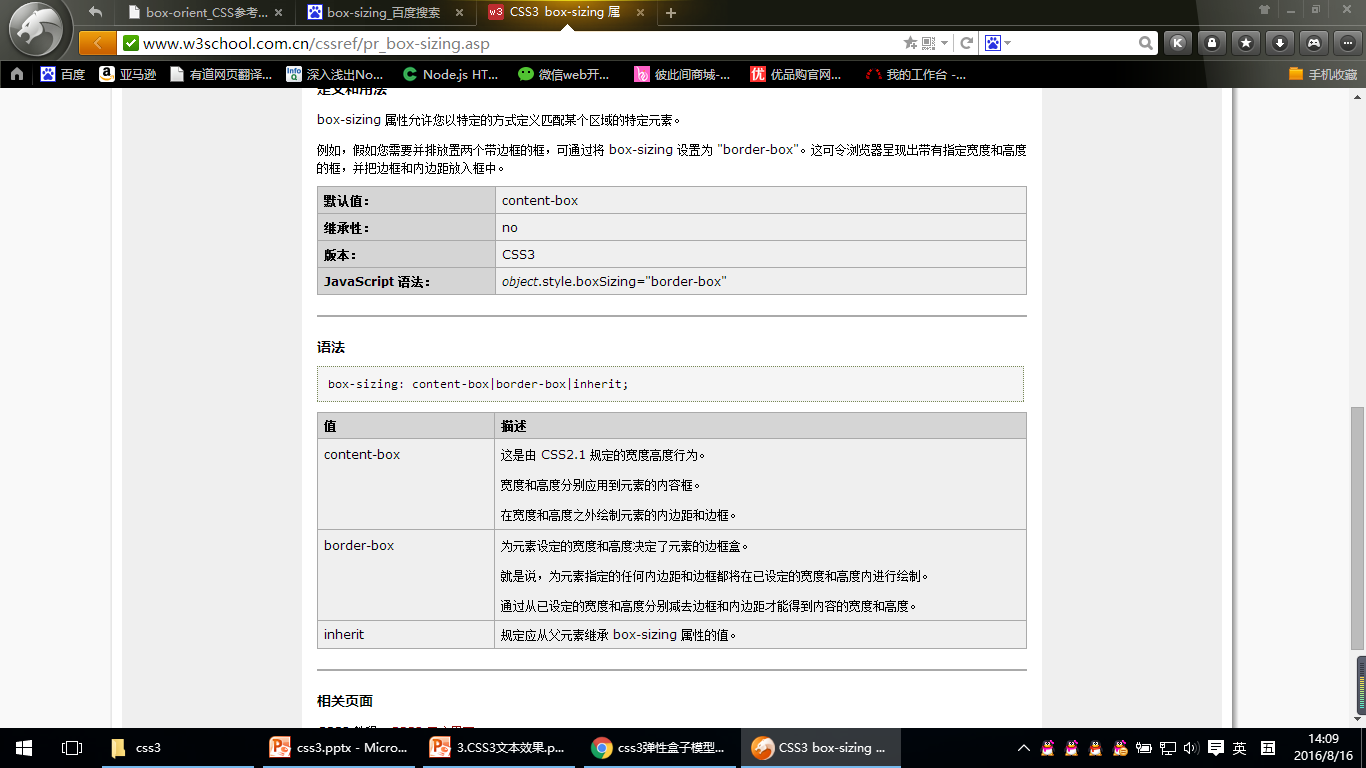 box-orient_CSS参考...
box-sizing_百度搜索
w3 CSS3 box-sizing 属
www.w3school.com.cn/cssref/pr_box-sizing.asp
百度
亚马逊
有道网页翻译...
深入浅出No...
Node.js HT...
微信web开...
彼此间商城-...
优品购官网...
我的工作台 -...
手机收藏
定义和用法
box-sizing 属性允许您以特定的方式定义匹配某个区域的特定元素。
例如，假如您需要并排放置两个带边框的框，可通过将 box-sizing 设置为 "border-box"。这可令浏览器呈现出带有指定宽度和高度
的框，并把边框和内边距放入框中。
默认值： content-box
继承性： no
版本： CSS3
JavaScript 语法： object.style.boxSizing="border-box"
语法
box-sizing: content-box|border-box|inherit;
值 描述
content-box 这是由 CSS2.1 规定的宽度高度行为。
宽度和高度分别应用到元素的内容框。
在宽度和高度之外绘制元素的内边距和边框。
border-box 为元素设定的宽度和高度决定了元素的边框盒。
就是说，为元素指定的任何内边距和边框都将在已设定的宽度和高度内进行绘制。
通过从已设定的宽度和高度分别减去边框和内边距才能得到内容的宽度和高度。
inherit 规定应从父元素继承 box-sizing 属性的值。
相关页面
css3
css3.pptx - Micro...
3.CSS3文本效果.p...
css3弹性盒子模型...
CSS3 box-sizing ...
英
五
14:09
2016/8/16